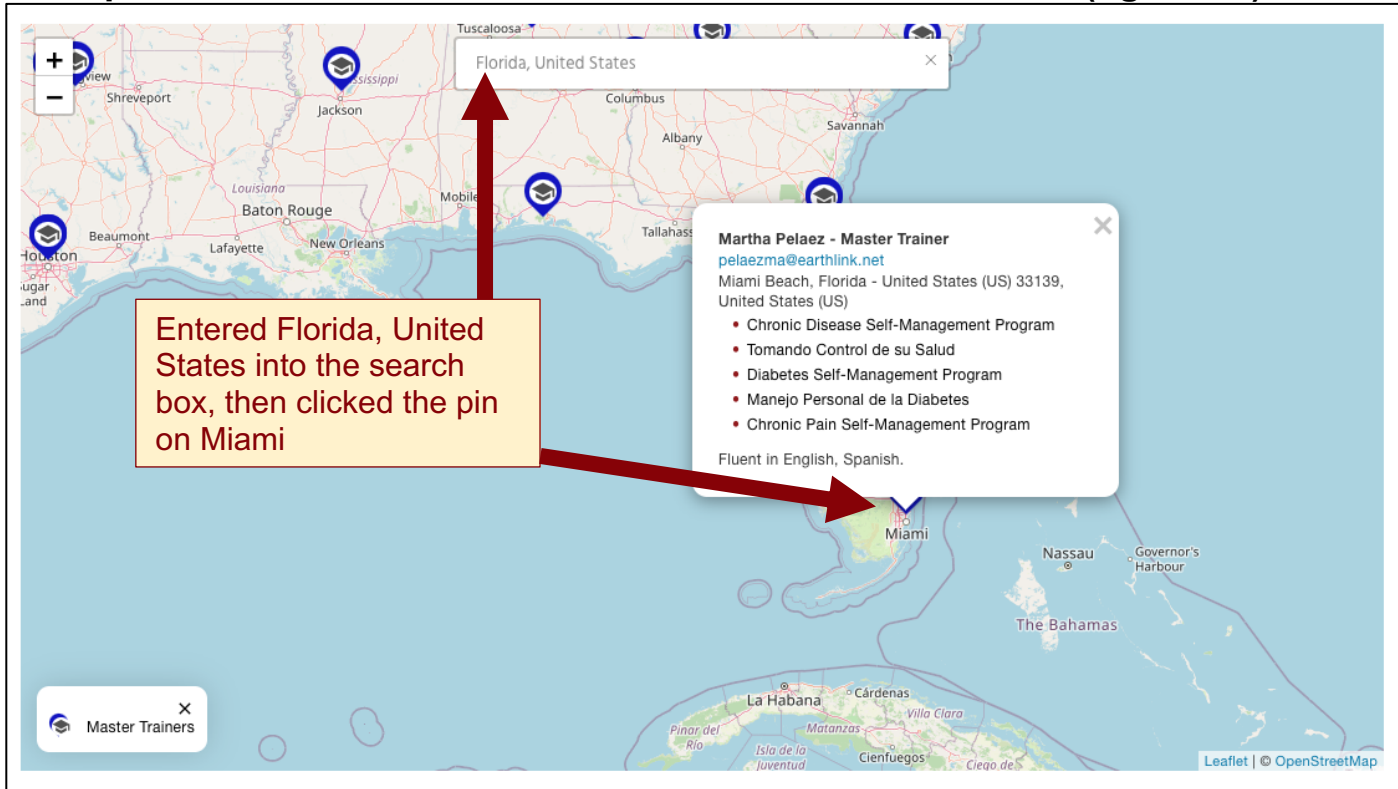 Tuscaloosa
+
Florida, United States ×
view
−
Shreveport
Mississippi
Jackson
Columbus
Savannah
Albany
Louisiana
Mobile
Baton Rouge
Tallahass
Beaumont
Lafayette
New Orleans
Houston
Sugar
Land
×
Martha Pelaez - Master Trainer
pelaezma@earthlink.net
Miami Beach, Florida - United States (US) 33139,
United States (US)
• Chronic Disease Self-Management Program
• Tomando Control de su Salud
• Diabetes Self-Management Program
• Manejo Personal de la Diabetes
• Chronic Pain Self-Management Program
Fluent in English, Spanish.
Entered Florida, United
States into the search
box, then clicked the pin
on Miami
Miami
Nassau
Governor's
Harbour
The Bahamas
La Habana
Cárdenas
Villa Clara
Matanzas
Pinar del
Río
Isla de la
Juventud
Cienfuegos
Ciego de
×
Master Trainers
Leaflet | © OpenStreetMap